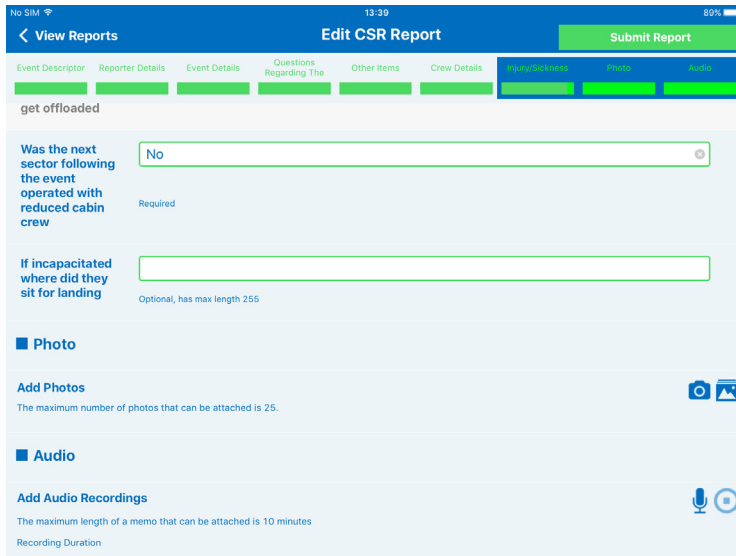 No SIM 13:39 89%
View Reports Edit CSR Report Submit Report
Event Descriptor Reporter Details Event Details Questions Regarding The Other Items Crew Details Injury/Sickness Photo Audio
get offloaded
Was the next
sector following
the event
operated with
reduced cabin
crew
No
Required
If incapacitated
where did they
sit for landing
Optional, has max length 255
Photo
Add Photos
The maximum number of photos that can be attached is 25.
Audio
Add Audio Recordings
The maximum length of a memo that can be attached is 10 minutes
Recording Duration